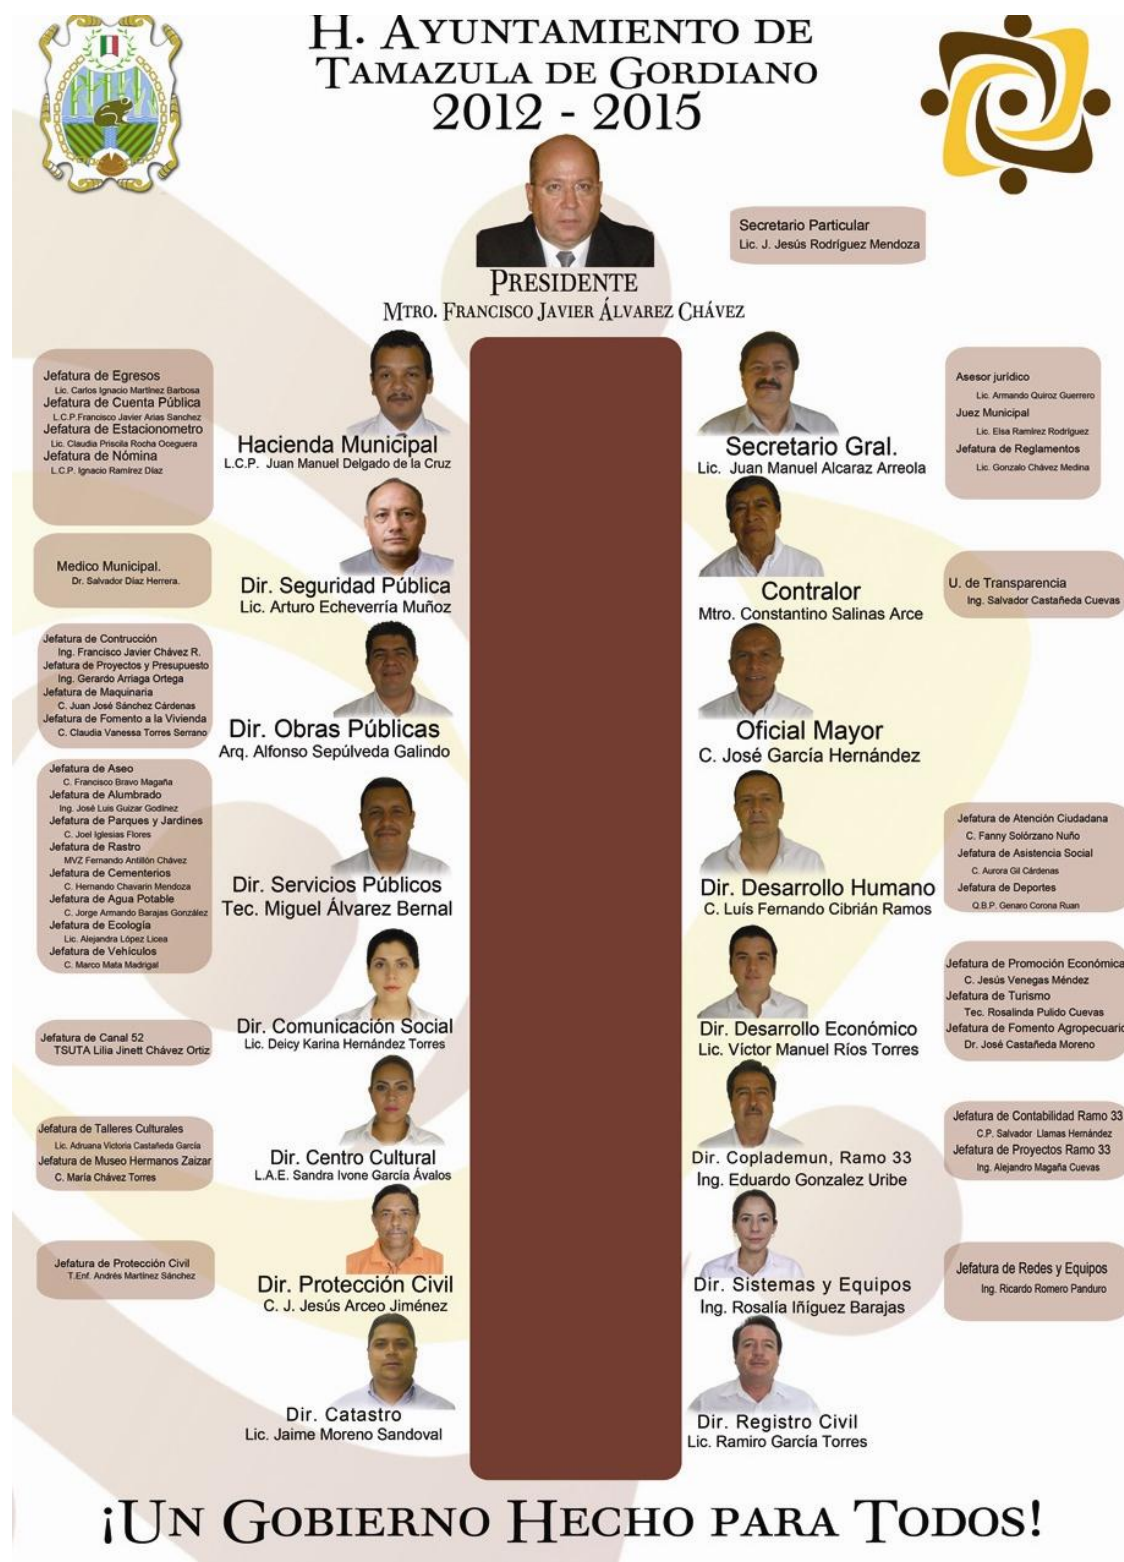 H. Ayuntamiento de
Tamazula de Gordiano
2012 - 2015
Presidente
Mtro. Francisco Javier Álvarez Chávez
Secretario Particular
Lic. J. Jesús Rodríguez Mendoza
Jefatura de Egresos
Lic. Carlos Ignacio Martínez Barbosa
Jefatura de Cuenta Pública
L.C.P.Francisco Javier Arias Sanchez
Jefatura de Estacionometro
Lic. Claudia Priscila Rocha Oceguera
Jefatura de Nómina
L.C.P. Ignacio Ramírez Díaz
Hacienda Municipal
L.C.P. Juan Manuel Delgado de la Cruz
Secretario Gral.
Lic. Juan Manuel Alcaraz Arreola
Asesor jurídico
Lic. Armando Quiroz Guerrero
Juez Municipal
Lic. Elsa Ramírez Rodríguez
Jefatura de Reglamentos
Lic. Gonzalo Chávez Medina
Medico Municipal.
Dr. Salvador Díaz Herrera.
Dir. Seguridad Pública
Lic. Arturo Echeverría Muñoz
Contralor
Mtro. Constantino Salinas Arce
U. de Transparencia
Ing. Salvador Castañeda Cuevas
Jefatura de Contrucción
Ing. Francisco Javier Chávez R.
Jefatura de Proyectos y Presupuesto
Ing. Gerardo Arriaga Ortega
Jefatura de Maquinaria
C. Juan José Sánchez Cárdenas
Jefatura de Fomento a la Vivienda
C. Claudia Vanessa Torres Serrano
Dir. Obras Públicas
Arq. Alfonso Sepúlveda Galindo
Oficial Mayor
C. José García Hernández
Jefatura de Aseo
C. Francisco Bravo Magaña
Jefatura de Alumbrado
Ing. José Luis Guizar Godínez
Jefatura de Parques y Jardines
C. Joel Iglesias Flores
Jefatura de Rastro
MVZ Fernando Antillón Chávez
Jefatura de Cementerios
C. Hernando Chavarin Mendoza
Jefatura de Agua Potable
C. Jorge Armando Barajas González
Jefatura de Ecología
Lic. Alejandra López Licea
Jefatura de Vehículos
C. Marco Mata Madrigal
Dir. Servicios Públicos
Tec. Miguel Álvarez Bernal
Dir. Desarrollo Humano
C. Luís Fernando Cibrián Ramos
Jefatura de Atención Ciudadana
C. Fanny Solórzano Nuño
Jefatura de Asistencia Social
C. Aurora Gil Cárdenas
Jefatura de Deportes
Q.B.P. Genaro Corona Ruan
Jefatura de Canal 52
TSUTA Lilia Jinett Chávez Ortiz
Dir. Comunicación Social
Lic. Deicy Karina Hernández Torres
Dir. Desarrollo Económico
Lic. Víctor Manuel Ríos Torres
Jefatura de Promoción Económica
C. Jesús Venegas Méndez
Jefatura de Turismo
Tec. Rosalinda Pulido Cuevas
Jefatura de Fomento Agropecuario
Dr. José Castañeda Moreno
Jefatura de Talleres Culturales
Lic. Adruana Victoria Castañeda García
Jefatura de Museo Hermanos Zaizar
C. María Chávez Torres
Dir. Centro Cultural
L.A.E. Sandra Ivone García Ávalos
Dir. Coplademun, Ramo 33
Ing. Eduardo Gonzalez Uribe
Jefatura de Contabilidad Ramo 33
C.P. Salvador Llamas Hernández
Jefatura de Proyectos Ramo 33
Ing. Alejandro Magaña Cuevas
Jefatura de Protección Civil
T.Enf. Andrés Martínez Sánchez
Dir. Protección Civil
C. J. Jesús Arceo Jiménez
Dir. Sistemas y Equipos
Ing. Rosalía Iñíguez Barajas
Jefatura de Redes y Equipos
Ing. Ricardo Romero Panduro
Dir. Catastro
Lic. Jaime Moreno Sandoval
Dir. Registro Civil
Lic. Ramiro García Torres
¡Un Gobierno Hecho para Todos!